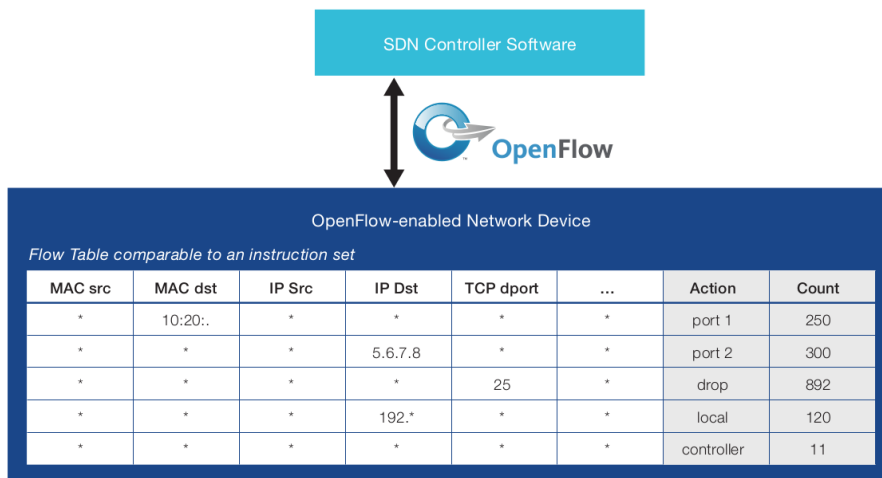 SDN Controller Software
OpenFlow
™
OpenFlow-enabled Network Device
Flow Table comparable to an instruction set
MAC src MAC dst IP Src IP Dst TCP dport ... Action Count
* 10:20:. * * * * port 1 250
* * * 5.6.7.8 * * port 2 300
* * * * 25 * drop 892
* * * 192.* * * local 120
* * * * * * controller 11